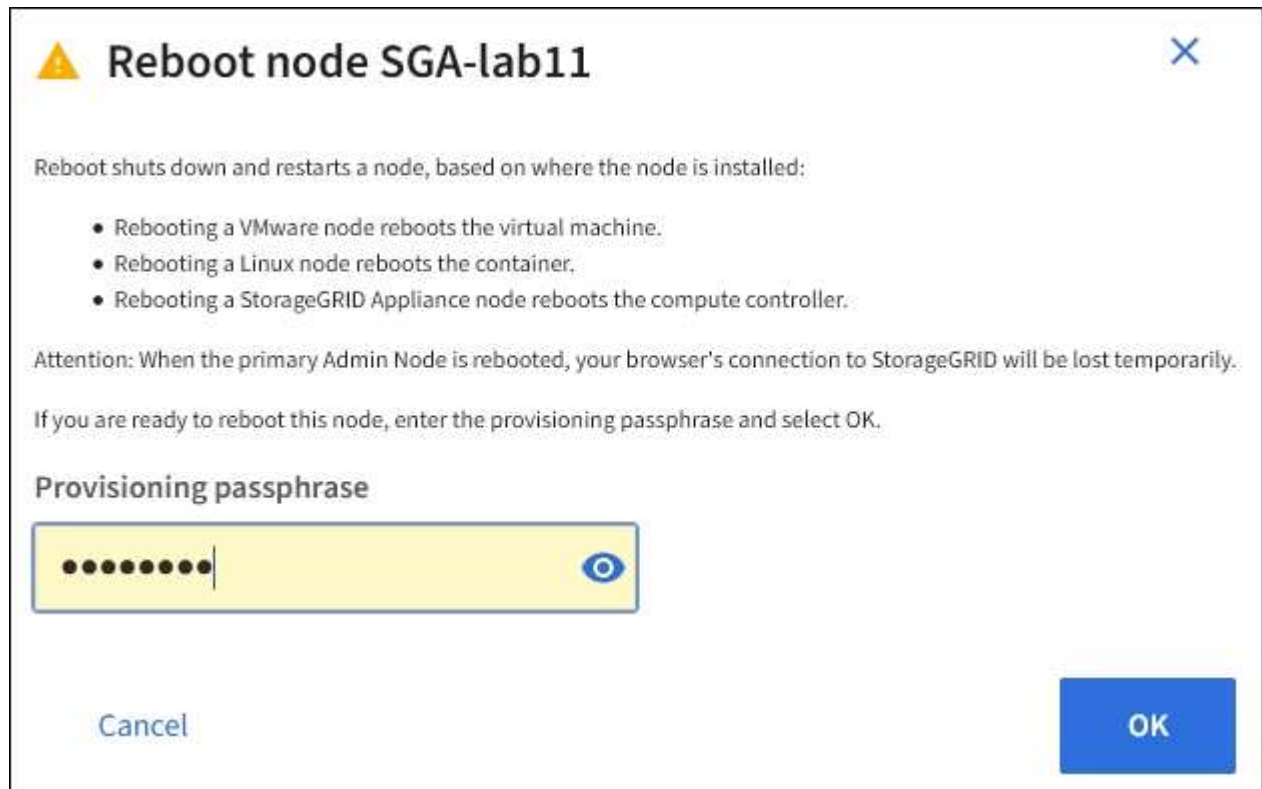 Reboot node SGA-lab11
Reboot shuts down and restarts a node, based on where the node is installed:
• Rebooting a VMware node reboots the virtual machine.
• Rebooting a Linux node reboots the container.
• Rebooting a StorageGRID Appliance node reboots the compute controller.
Attention: When the primary Admin Node is rebooted, your browser's connection to StorageGRID will be lost temporarily.
If you are ready to reboot this node, enter the provisioning passphrase and select OK.
Provisioning passphrase
••••••••
Cancel
OK